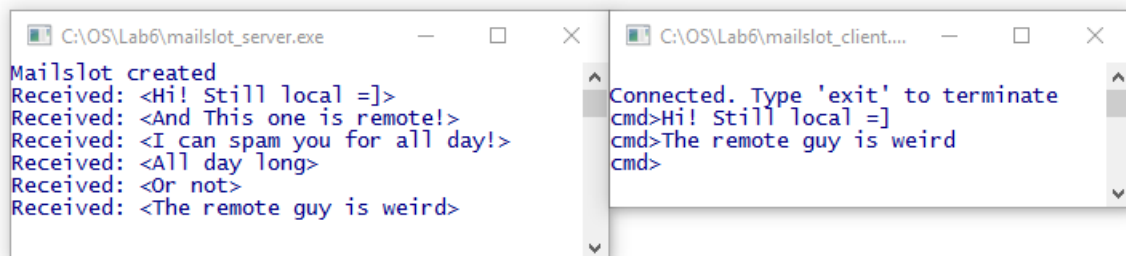 C:\OS\Lab6\mailslot_server.exe
Mailslot created
Received: <Hi! Still local =]>
Received: <And This one is remote!>
Received: <I can spam you for all day!>
Received: <All day long>
Received: <Or not>
Received: <The remote guy is weird>
C:\OS\Lab6\mailslot_client....
Connected. Type 'exit' to terminate
cmd>Hi! Still local =]
cmd>The remote guy is weird
cmd>